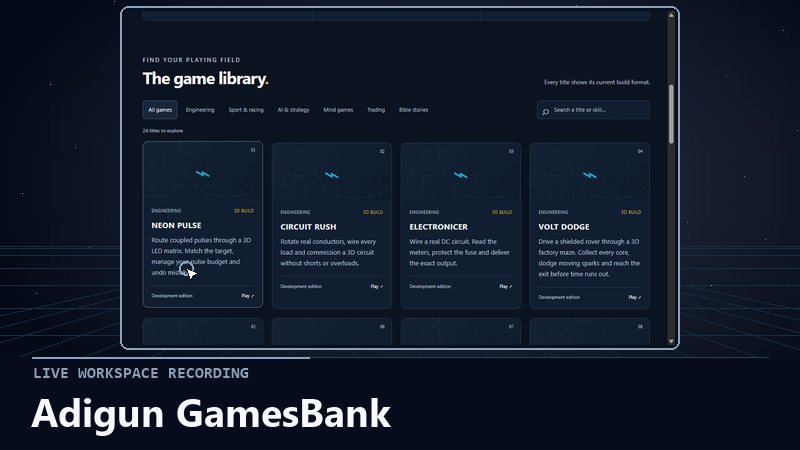 FIND YOUR PLAYING FIELD
The game library.
Every title shows its current build format.
All games Engineering Sport & racing AI & strategy Mind games Trading Bible stories
Search a title or skill...
24 titles to explore
01
ENGINEERING 3D BUILD
NEON PULSE
Route coupled pulses through a 3D
LED matrix. Match the target,
manage your pulse budget and
undo
Development edition Play ↗
02
ENGINEERING 3D BUILD
CIRCUIT RUSH
Rotate real conductors, wire every
load and commission a 3D circuit
without shorts or overloads.
Development edition Play ↗
03
ENGINEERING 3D BUILD
ELECTRONICER
Wire a real DC circuit. Read the
meters, protect the fuse and deliver
the exact output.
Development edition Play ↗
04
ENGINEERING 3D BUILD
VOLT DODGE
Drive a shielded rover through a 3D
factory maze. Collect every core,
dodge moving sparks and reach the
exit before time runs out.
Development edition Play ↗
05
06
07
08
LIVE WORKSPACE RECORDING
Adigun GamesBank